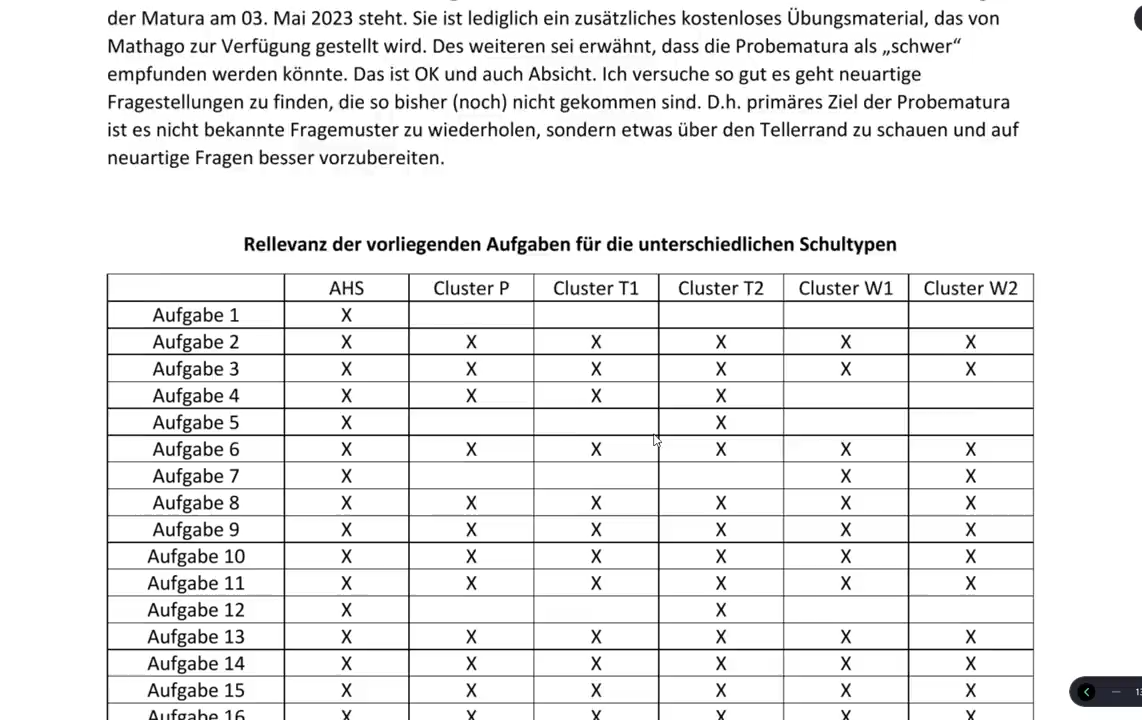 der Matura am 03. Mai 2023 steht. Sie ist lediglich ein zusätzliches kostenloses Übungsmaterial, das von
Mathago zur Verfügung gestellt wird. Des weiteren sei erwähnt, dass die Probematura als „schwer“
empfunden werden könnte. Das ist OK und auch Absicht. Ich versuche so gut es geht neuartige
Fragestellungen zu finden, die so bisher (noch) nicht gekommen sind. D.h. primäres Ziel der Probematura
ist es nicht bekannte Fragemuster zu wiederholen, sondern etwas über den Tellerrand zu schauen und auf
neuartige Fragen besser vorzubereiten.
Rellevanz der vorliegenden Aufgaben für die unterschiedlichen Schultypen
AHS Cluster P Cluster T1 Cluster T2 Cluster W1 Cluster W2
Aufgabe 1 X
Aufgabe 2 X X X X X X
Aufgabe 3 X X X X X X
Aufgabe 4 X X X X
Aufgabe 5 X X
Aufgabe 6 X X X X X X
Aufgabe 7 X X X
Aufgabe 8 X X X X X X
Aufgabe 9 X X X X X X
Aufgabe 10 X X X X X X
Aufgabe 11 X X X X X X
Aufgabe 12 X X
Aufgabe 13 X X X X X X
Aufgabe 14 X X X X X X
Aufgabe 15 X X X X X X
Aufgabe 16 X X X X X X